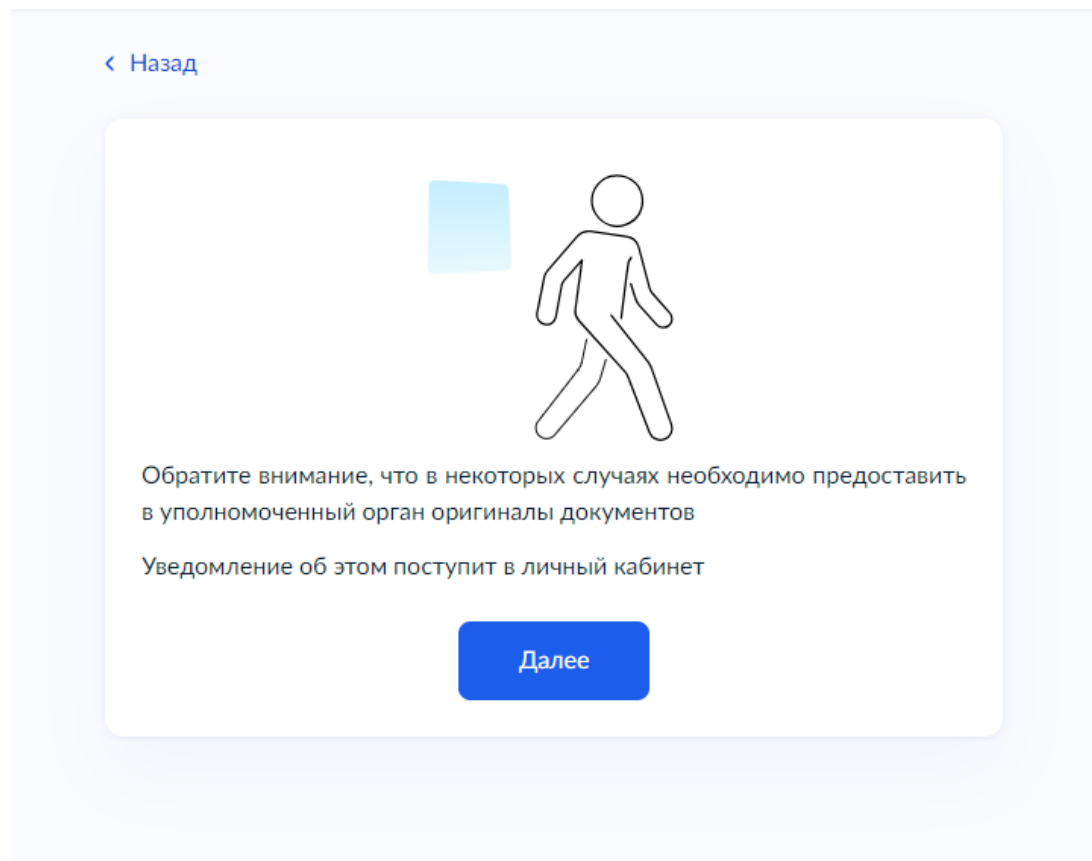 Назад
Обратите внимание, что в некоторых случаях необходимо предоставить
в уполномоченный орган оригиналы документов
Уведомление об этом поступит в личный кабинет
Далее